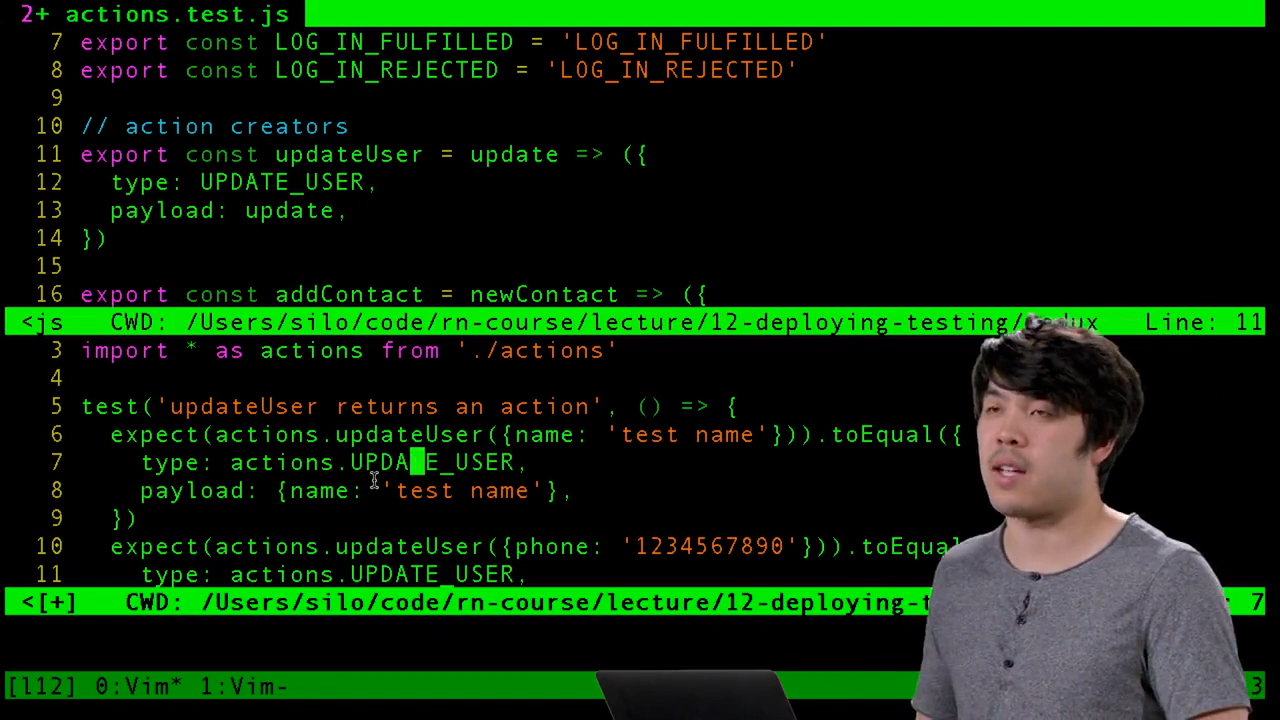 2+ actions.test.js
7 export const LOG_IN_FULFILLED = 'LOG_IN_FULFILLED'
8 export const LOG_IN_REJECTED = 'LOG_IN_REJECTED'
9
10 // action creators
11 export const updateUser = update => ({
12   type: UPDATE_USER,
13   payload: update,
14 })
15
16 export const addContact = newContact => ({
<js   CWD: /Users/silo/code/rn-course/lecture/12-deploying-testing/redux   Line: 11
3 import * as actions from './actions'
4
5 test('updateUser returns an action', () => {
6   expect(actions.updateUser({name: 'test name'})).toEqual({
7     type: actions.UPDATE_USER,
8     payload: {name: 'test name'},
9   })
10   expect(actions.updateUser({phone: '1234567890'})).toEqual
11     type: actions.UPDATE_USER,
<[+]   CWD: /Users/silo/code/rn-course/lecture/12-deploying-t : 7
[l12] 0:Vim* 1:Vim- 3